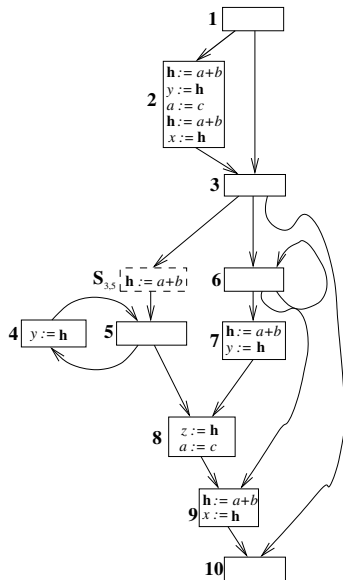 1
h := a+b
y := h
2
a := c
h := a+b
x := h
3
S3,5
h := a+b
6
4
y := h
5
7
h := a+b
y := h
8
z := h
a := c
9
h := a+b
x := h
10